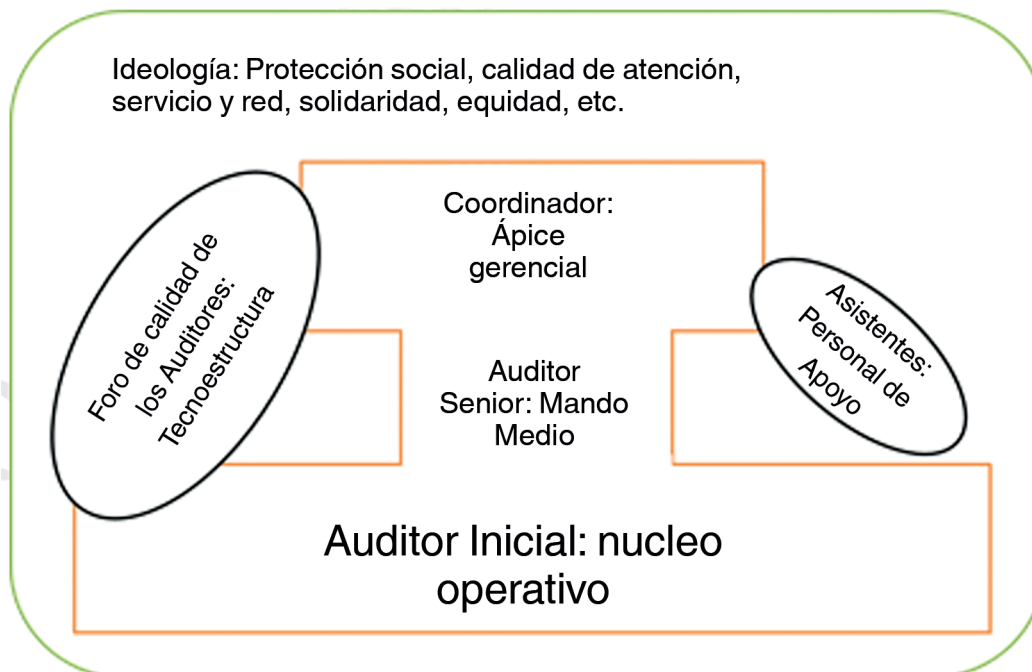 Ideología: Protección social, calidad de atención,
servicio y red, solidaridad, equidad, etc.
Coordinador:
Ápice
gerencial
Foro de calidad de
los Auditores:
Tecnoestructura
Asistentes:
Personal de
Apoyo
Auditor
Senior: Mando
Medio
Auditor Inicial: nucleo
operativo